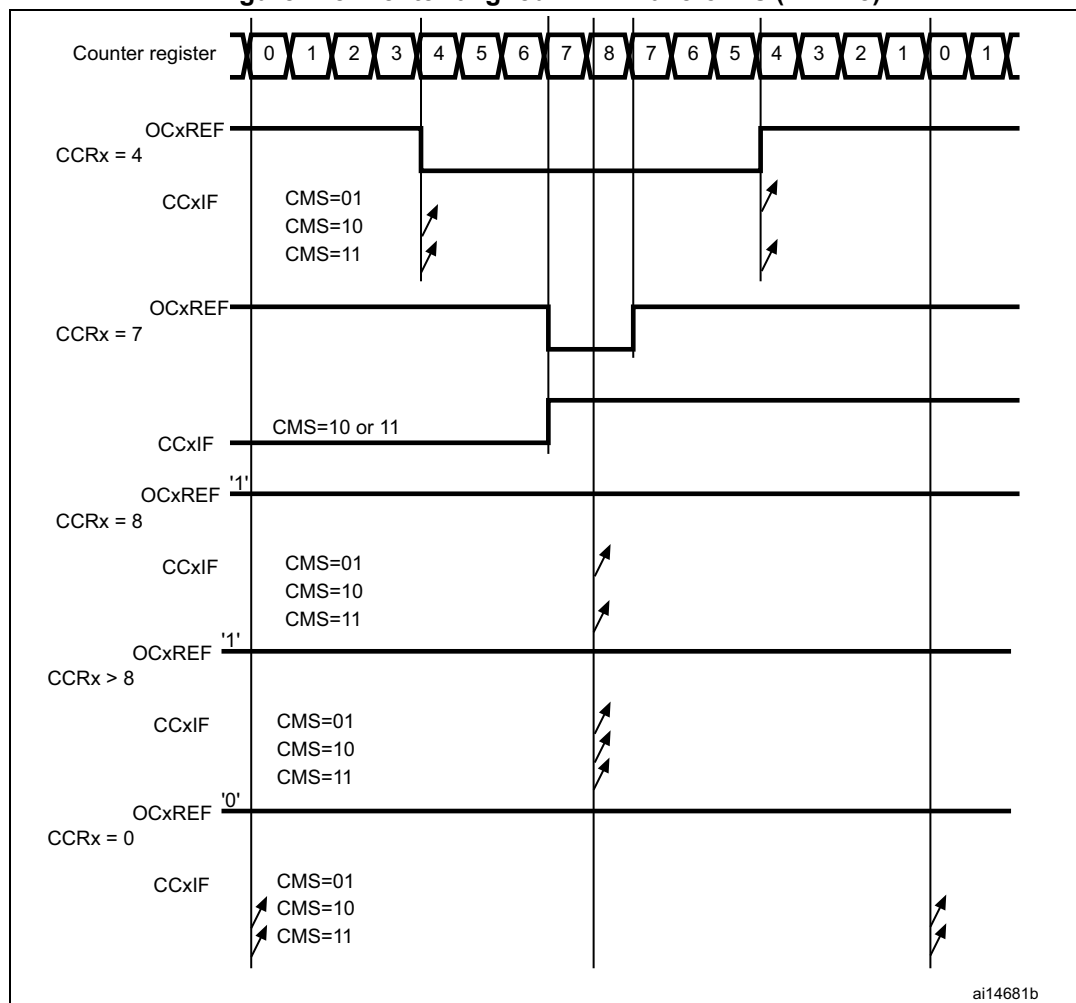 Counter register 0 1 2 3 4 5 6 7 8 7 6 5 4 3 2 1 0 1
OCxREF
CCRx = 4
CCxIF CMS=01
CMS=10
CMS=11
OCxREF
CCRx = 7
CMS=10 or 11
CCxIF
'1'
OCxREF
CCRx = 8
CCxIF CMS=01
CMS=10
CMS=11
'1'
OCxREF
CCRx > 8
CCxIF CMS=01
CMS=10
CMS=11
'0'
OCxREF
CCRx = 0
CCxIF CMS=01
CMS=10
CMS=11
ai14681b